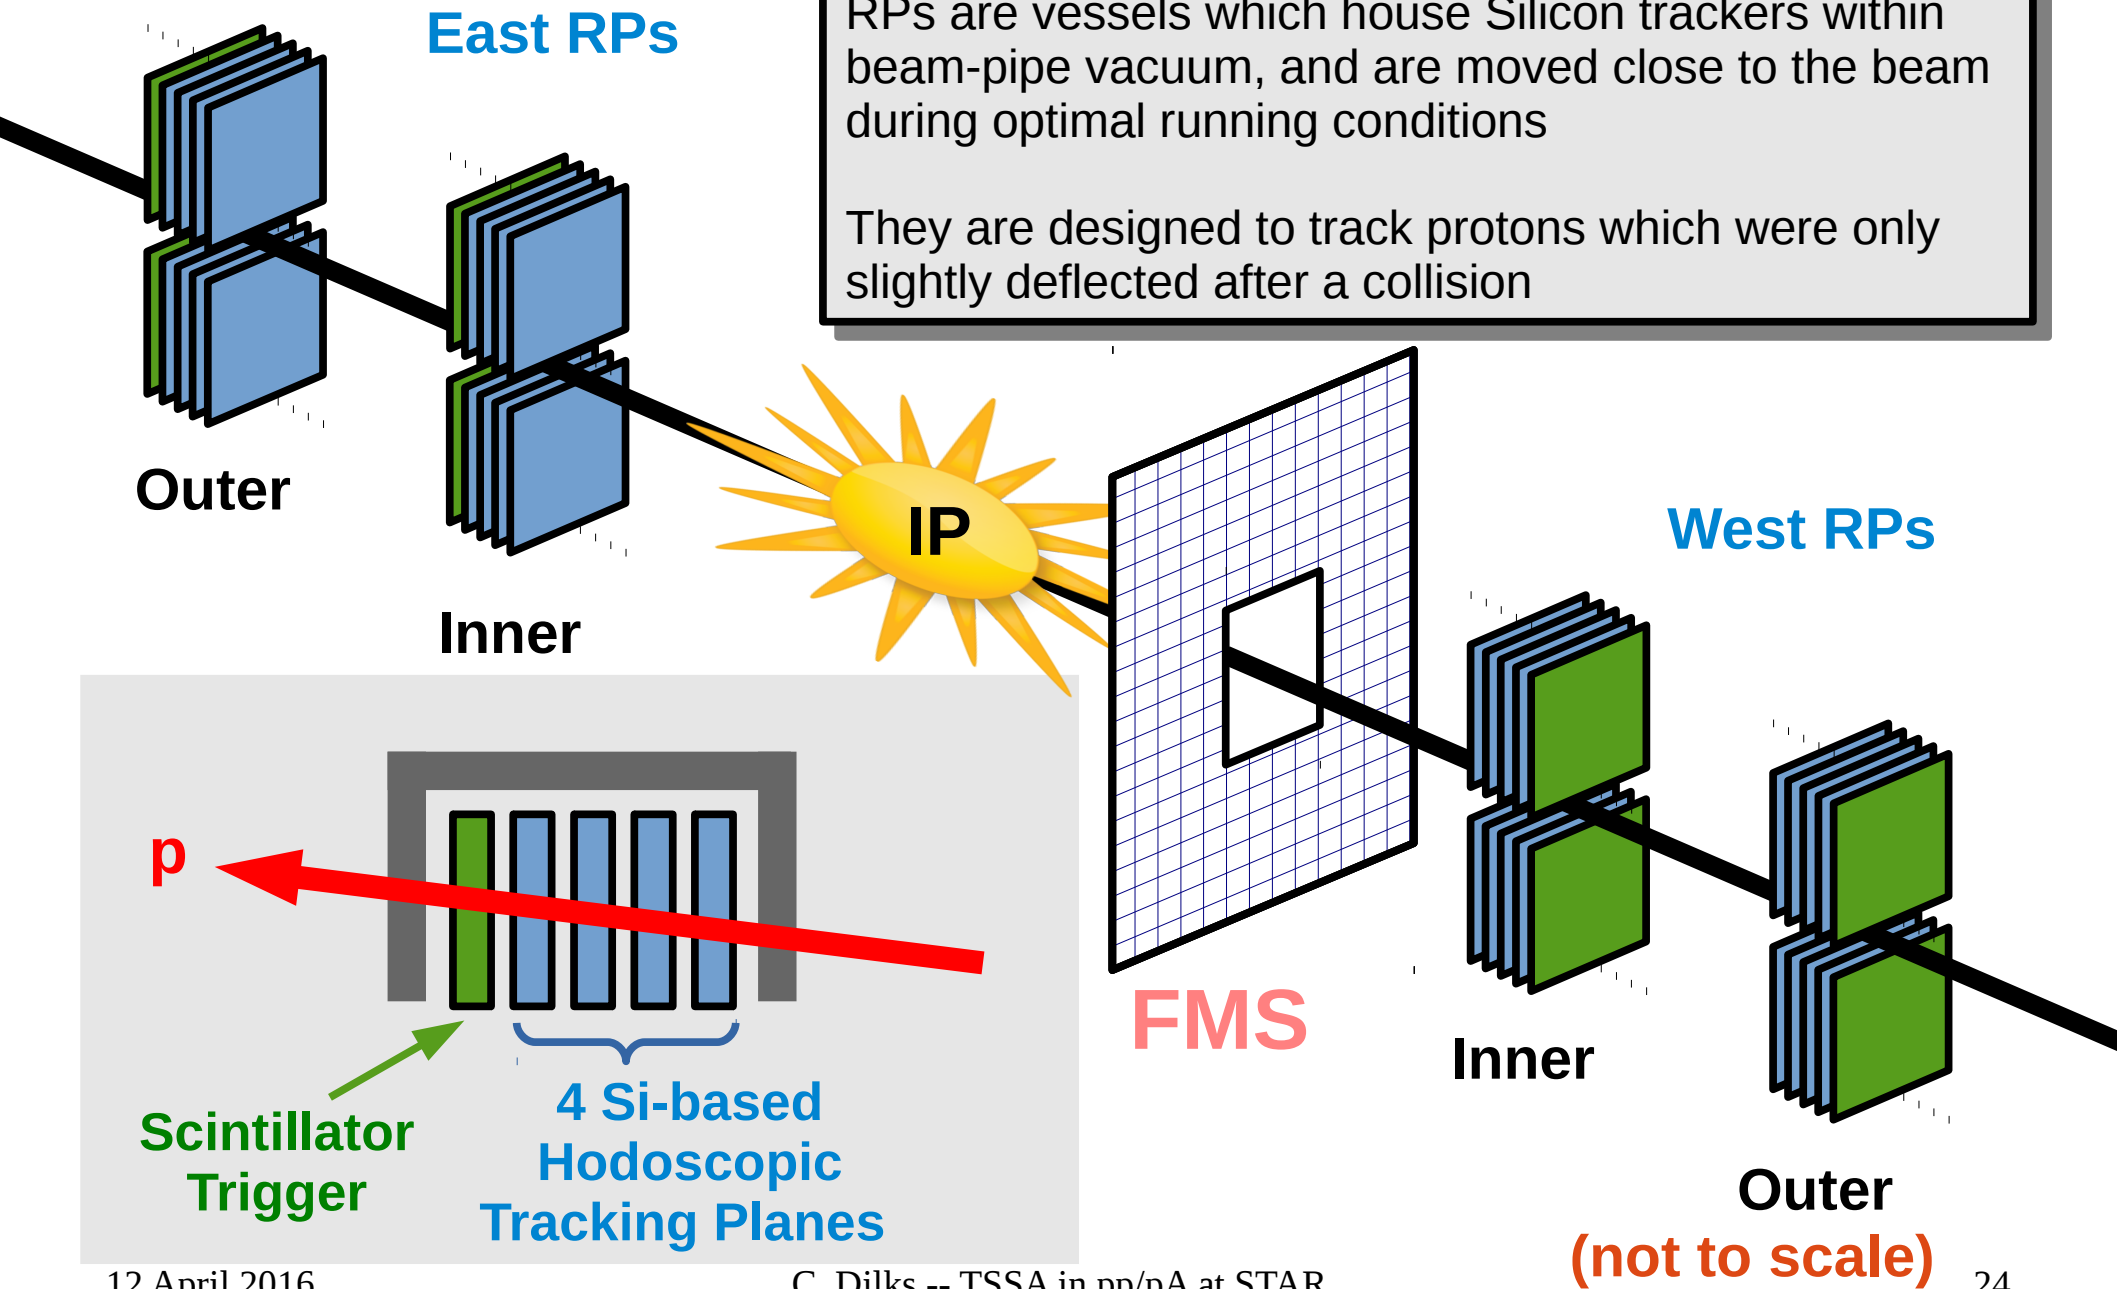 East RPs
RPs are vessels which house Silicon trackers within
beam-pipe vacuum, and are moved close to the beam
during optimal running conditions
They are designed to track protons which were only
slightly deflected after a collision
Outer
Inner
IP
West RPs
p
FMS
Inner
Outer
(not to scale)
Scintillator
Trigger
4 Si-based
Hodoscopic
Tracking Planes
12 April 2016
C. Dilks -- TSSA in pp/pA at STAR
24